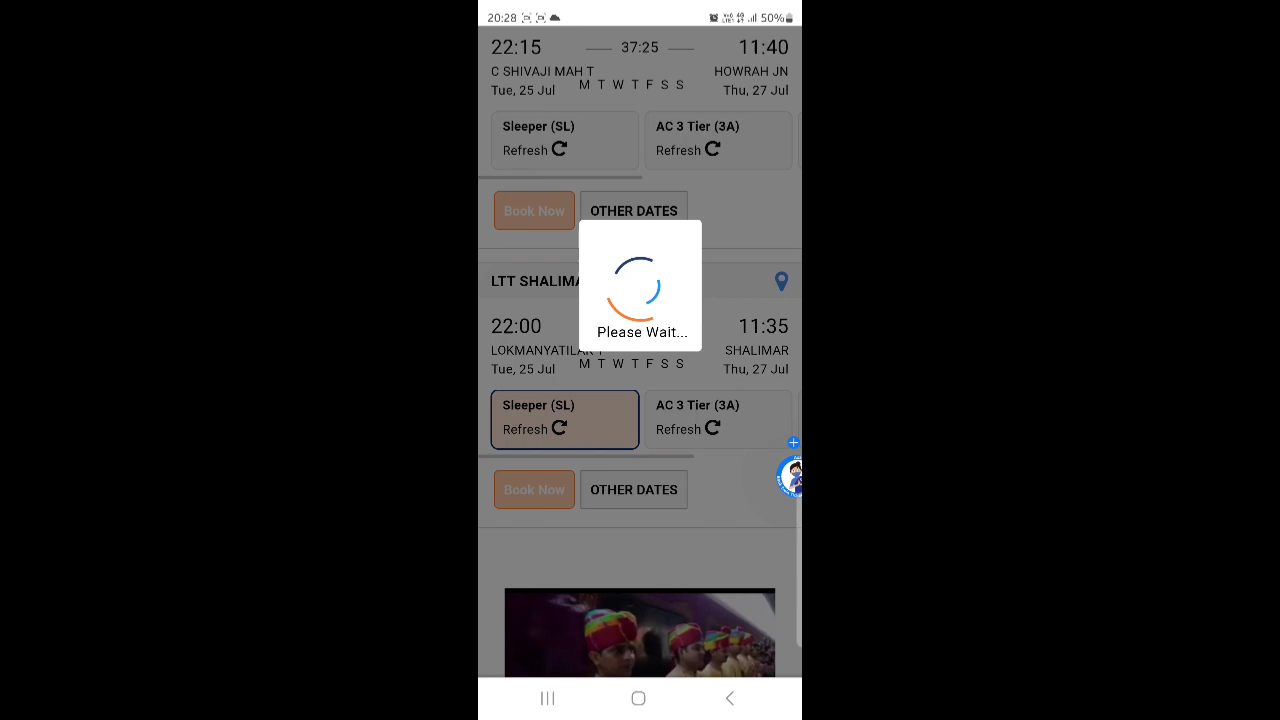 20:28 50%
22:15 37:25 11:40
C SHIVAJI MAH T HOWRAH JN
M T W T F S S
Tue, 25 Jul Thu, 27 Jul
Sleeper (SL) AC 3 Tier (3A)
Refresh Refresh
Book Now OTHER DATES
LTT SHALIMA
Please Wait...
22:00 11:35
LOKMANYATILAK T SHALIMAR
M T W T F S S
Tue, 25 Jul Thu, 27 Jul
Sleeper (SL) AC 3 Tier (3A)
Refresh Refresh
Book Now OTHER DATES